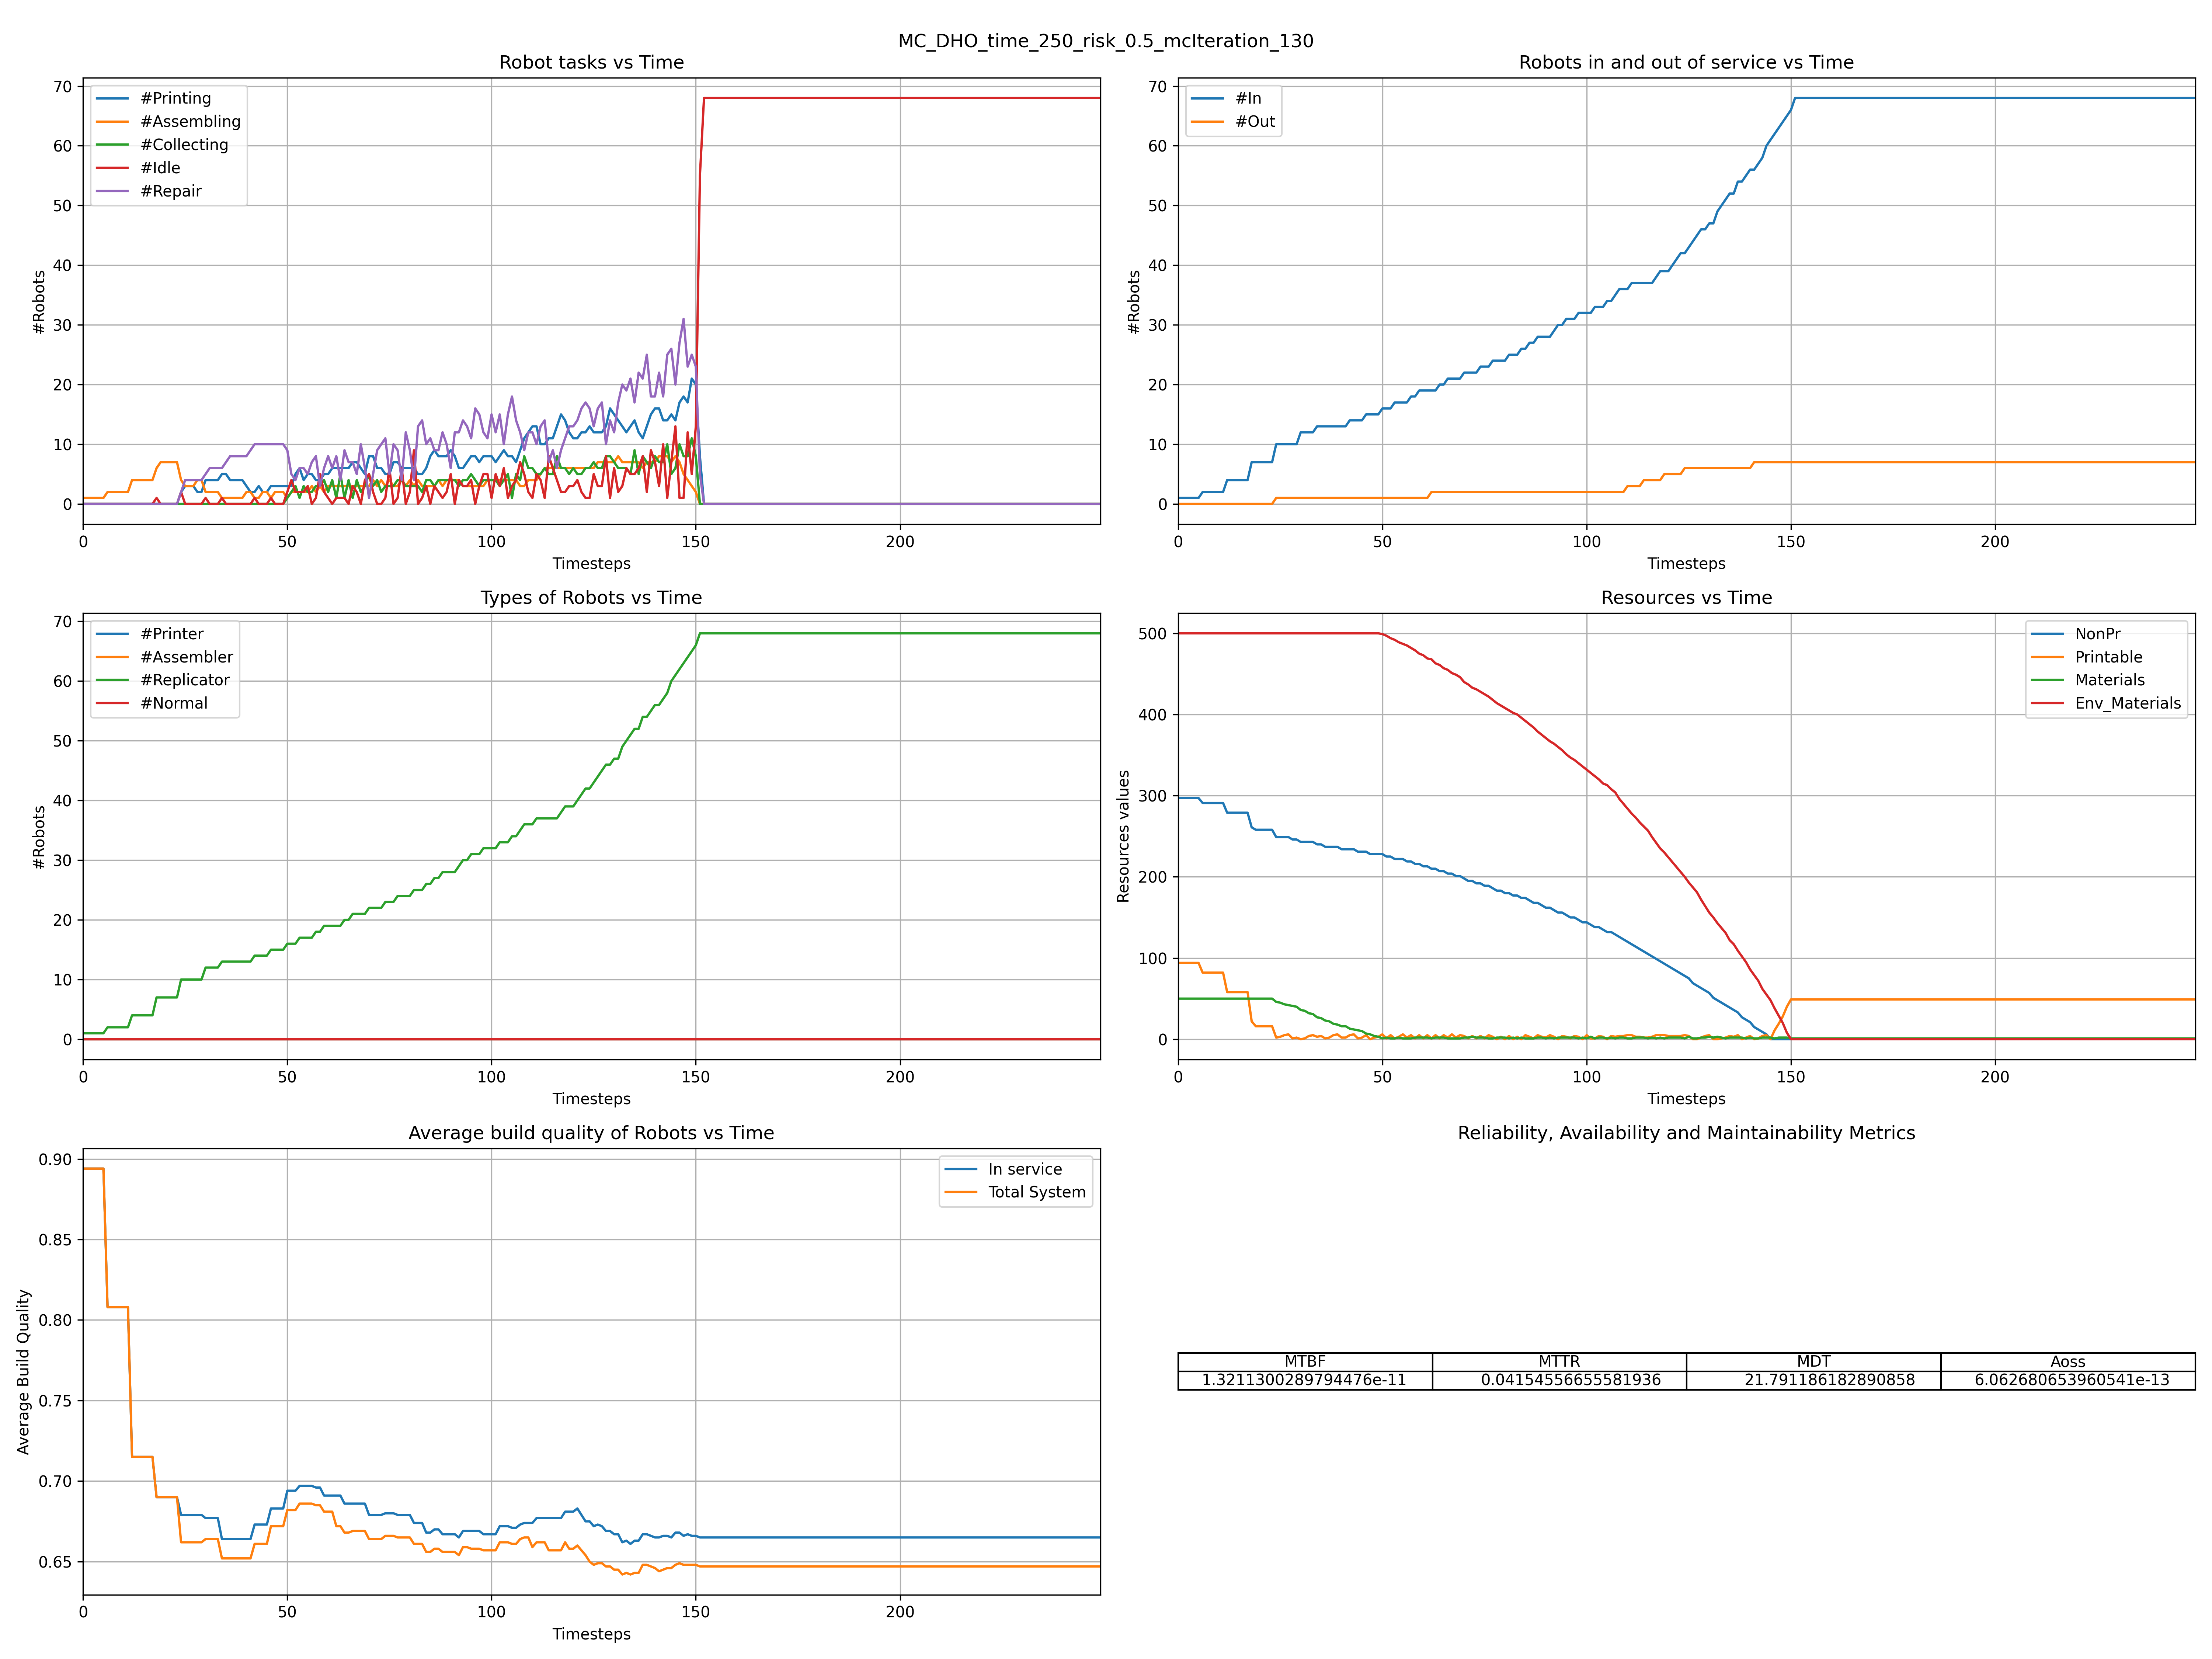 MC_DHO_time_250_risk_0.5_mcIteration_130
Robot tasks vs Time
70
60
50
40
30
20
10
0
#Robots
#Printing
#Assembling
#Collecting
#Idle
#Repair
0 50 100 150 200
Timesteps
Robots in and out of service vs Time
70
60
50
40
30
20
10
0
#Robots
#In
#Out
0 50 100 150 200
Timesteps
Types of Robots vs Time
70
60
50
40
30
20
10
0
#Robots
#Printer
#Assembler
#Replicator
#Normal
0 50 100 150 200
Timesteps
Resources vs Time
500
400
300
200
100
0
Resources values
NonPr
Printable
Materials
Env_Materials
0 50 100 150 200
Timesteps
Average build quality of Robots vs Time
0.90
0.85
0.80
0.75
0.70
0.65
Average Build Quality
In service
Total System
0 50 100 150 200
Timesteps
Reliability, Availability and Maintainability Metrics
MTBF MTTR MDT Aoss
1.3211300289794476e-11 0.04154556655581936 21.791186182890858 6.062680653960541e-13